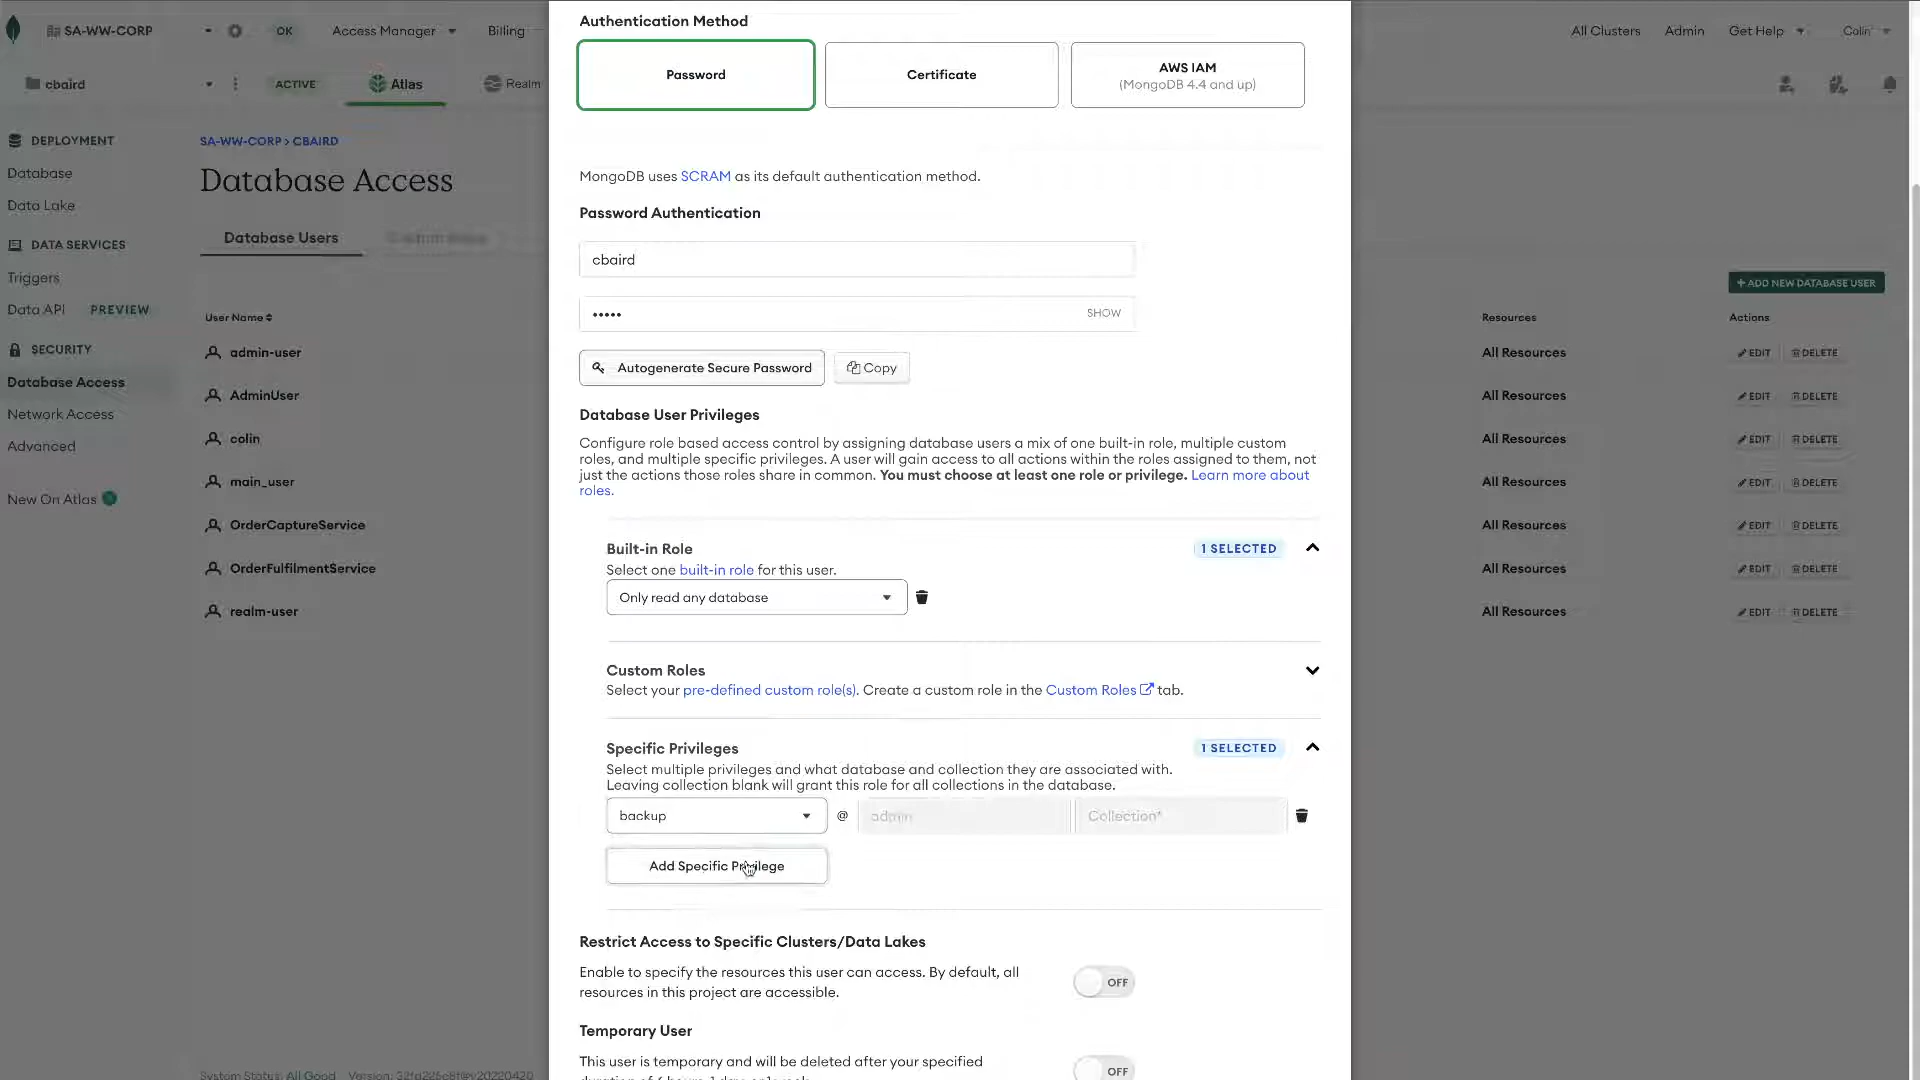 SA-WW-CORP
OK
Access Manager
Billing
All Clusters
Admin
Get Help
Colin
cbaird
ACTIVE
Atlas
Realm
DEPLOYMENT
Database
Data Lake
DATA SERVICES
Triggers
Data API PREVIEW
SECURITY
Database Access
Network Access
Advanced
New On Atlas
SA-WW-CORP > CBAIRD
Database Access
Database Users
User Name
admin-user
AdminUser
colin
main_user
OrderCaptureService
OrderFulfilmentService
realm-user
System Status: All Good
Authentication Method
Password
Certificate
AWS IAM
(MongoDB 4.4 and up)
MongoDB uses SCRAM as its default authentication method.
Password Authentication
cbaird
•••••
SHOW
Autogenerate Secure Password
Copy
Database User Privileges
Configure role based access control by assigning database users a mix of one built-in role, multiple custom
roles, and multiple specific privileges. A user will gain access to all actions within the roles assigned to them, not
just the actions those roles share in common. You must choose at least one role or privilege. Learn more about
roles.
Built-in Role
1 SELECTED
Select one built-in role for this user.
Only read any database
Custom Roles
Select your pre-defined custom role(s). Create a custom role in the Custom Roles tab.
Specific Privileges
1 SELECTED
Select multiple privileges and what database and collection they are associated with.
Leaving collection blank will grant this role for all collections in the database.
backup @ admin Collection*
Add Specific Privilege
Restrict Access to Specific Clusters/Data Lakes
Enable to specify the resources this user can access. By default, all
resources in this project are accessible.
OFF
Temporary User
This user is temporary and will be deleted after your specified
OFF
+ ADD NEW DATABASE USER
Resources
Actions
All Resources EDIT DELETE
All Resources EDIT DELETE
All Resources EDIT DELETE
All Resources EDIT DELETE
All Resources EDIT DELETE
All Resources EDIT DELETE
All Resources EDIT DELETE